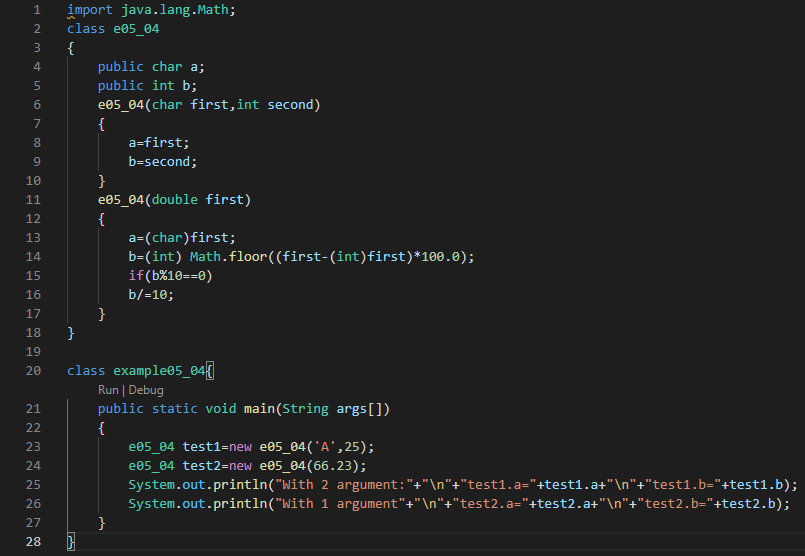 1 import java.lang.Math;
2 class e05_04
3 {
4 public char a;
5 public int b;
6 e05_04(char first,int second)
7 {
8 a=first;
9 b=second;
10 }
11 e05_04(double first)
12 {
13 a=(char)first;
14 b=(int) Math.floor((first-(int)first)*100.0);
15 if(b%10==0)
16 b/=10;
17 }
18 }
19
20 class example05_04{
Run | Debug
21 public static void main(String args[])
22 {
23 e05_04 test1=new e05_04('A',25);
24 e05_04 test2=new e05_04(66.23);
25 System.out.println("With 2 argument:"+"\n"+"test1.a="+test1.a+"\n"+"test1.b="+test1.b);
26 System.out.println("With 1 argument"+"\n"+"test2.a="+test2.a+"\n"+"test2.b="+test2.b);
27 }
28 }